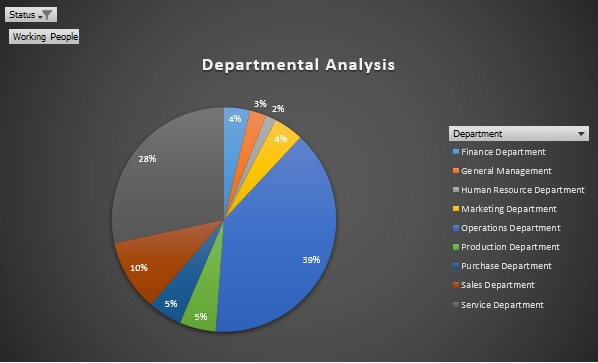 Status
Working People
Departmental Analysis
4%
3%
2%
4%
39%
5%
5%
10%
28%
Department
Finance Department
General Management
Human Resource Department
Marketing Department
Operations Department
Production Department
Purchase Department
Sales Department
Service Department